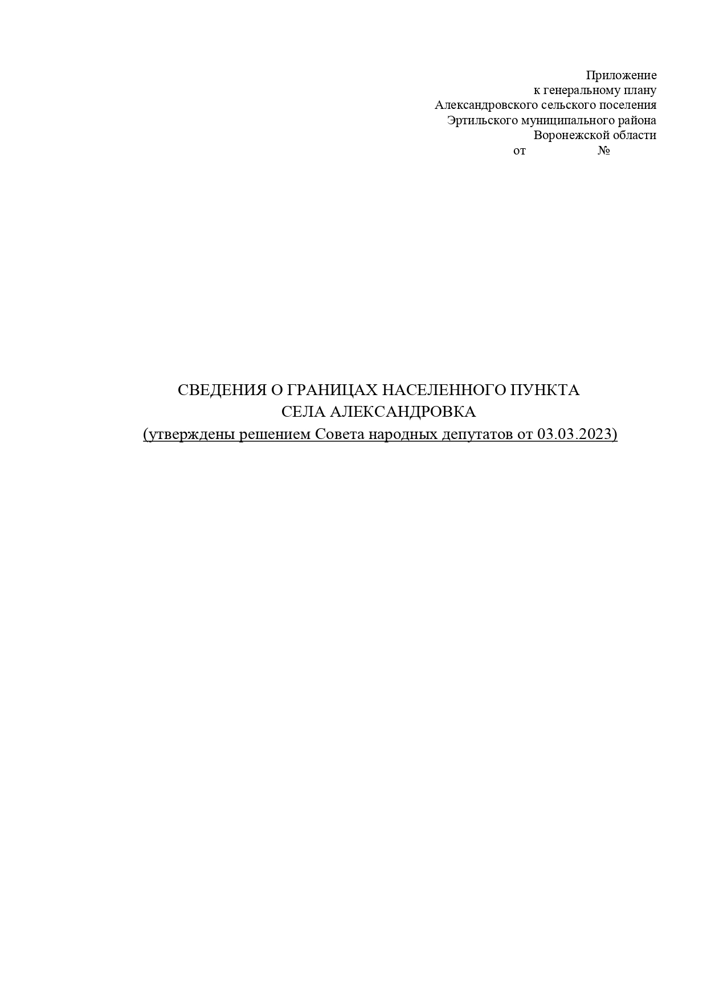 Приложение
к генеральному плану
Александровского сельского поселения
Эртильского муниципального района
Воронежской области
от №
СВЕДЕНИЯ О ГРАНИЦАХ НАСЕЛЕННОГО ПУНКТА
СЕЛА АЛЕКСАНДРОВКА
(утверждены решением Совета народных депутатов от 03.03.2023)